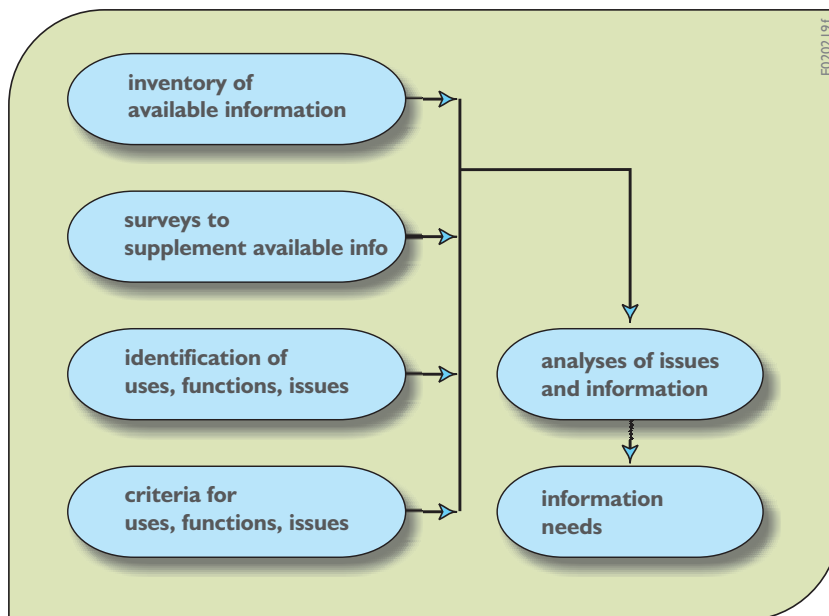 inventory of
available information
surveys to
supplement available info
identification of
uses, functions, issues
criteria for
uses, functions, issues
analyses of issues
and information
information
needs
E020219f